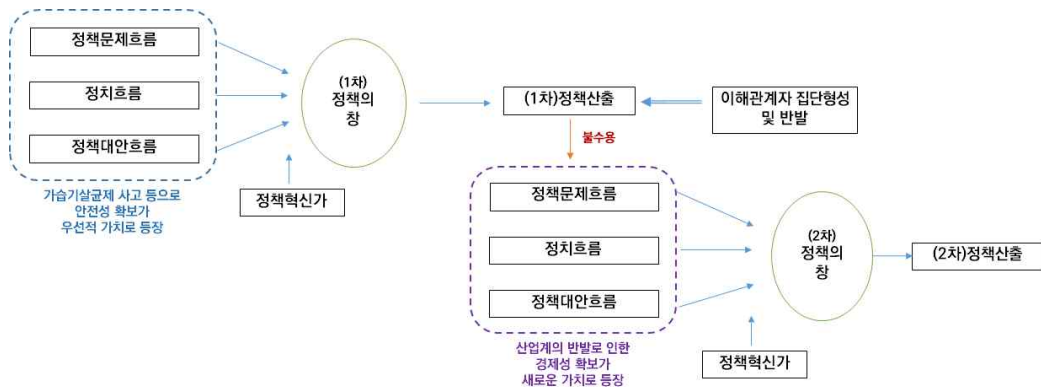 정책문제흐름
정치흐름
정책대안흐름
가습기살균제 사고 등으로
안전성 확보가
우선적 가치로 등장
(1차)
정책의
창
정책혁신가
(1차)정책산출
이해관계자 집단형성
및 반발
불수용
정책문제흐름
정치흐름
정책대안흐름
산업계의 반발로 인한
경제성 확보가
새로운 가치로 등장
(2차)
정책의
창
정책혁신가
(2차)정책산출